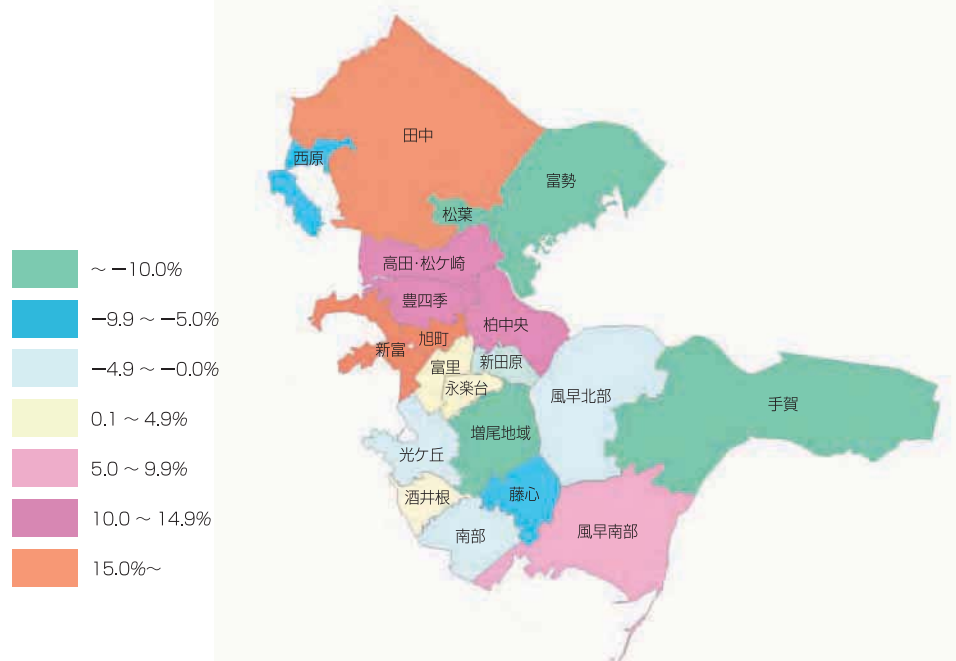 ～－10.0%
－9.9 ～ －5.0%
－4.9 ～ －0.0%
0.1 ～ 4.9%
5.0 ～ 9.9%
10.0 ～ 14.9%
15.0%～
田中
西原
富勢
松葉
高田・松ケ崎
豊四季
柏中央
旭町
新富
富里
新田原
永楽台
風早北部
手賀
増尾地域
光ケ丘
酒井根
藤心
南部
風早南部